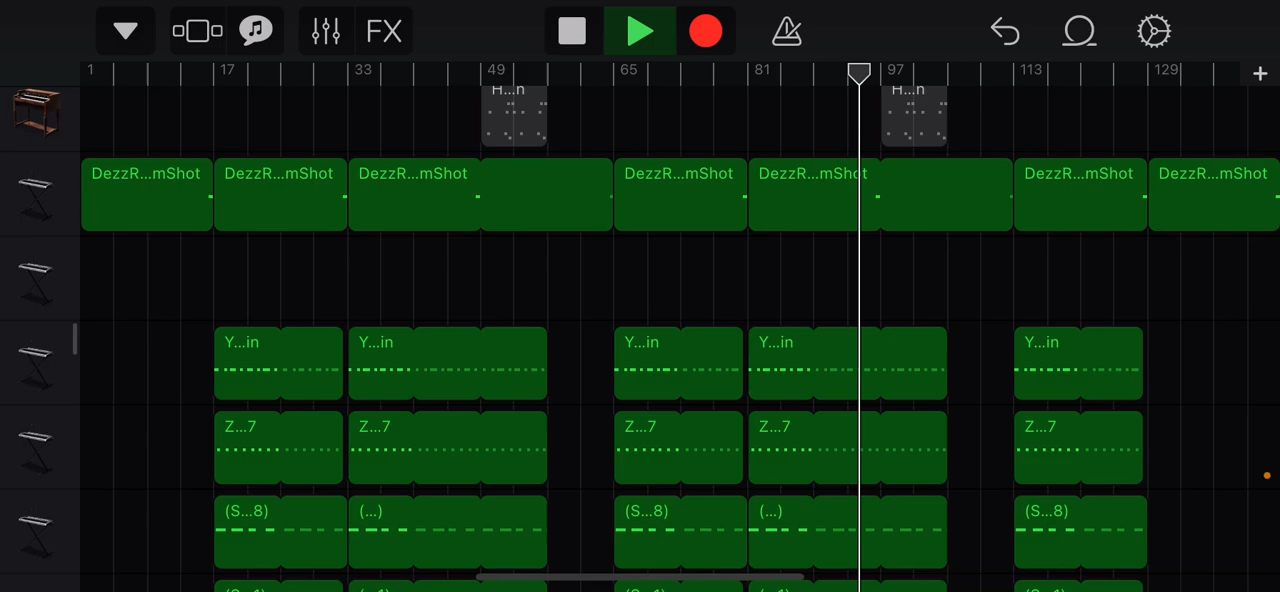 FX
1 17 33 49 65 81 97 113 129
H...n H...n
DezzR...mShot DezzR...mShot DezzR...mShot DezzR...mShot DezzR...mShot DezzR...mShot DezzR...mShot
Y...in Y...in Y...in Y...in Y...in
Z...7 Z...7 Z...7 Z...7 Z...7
(S...8) (...) (S...8) (...) (S...8)